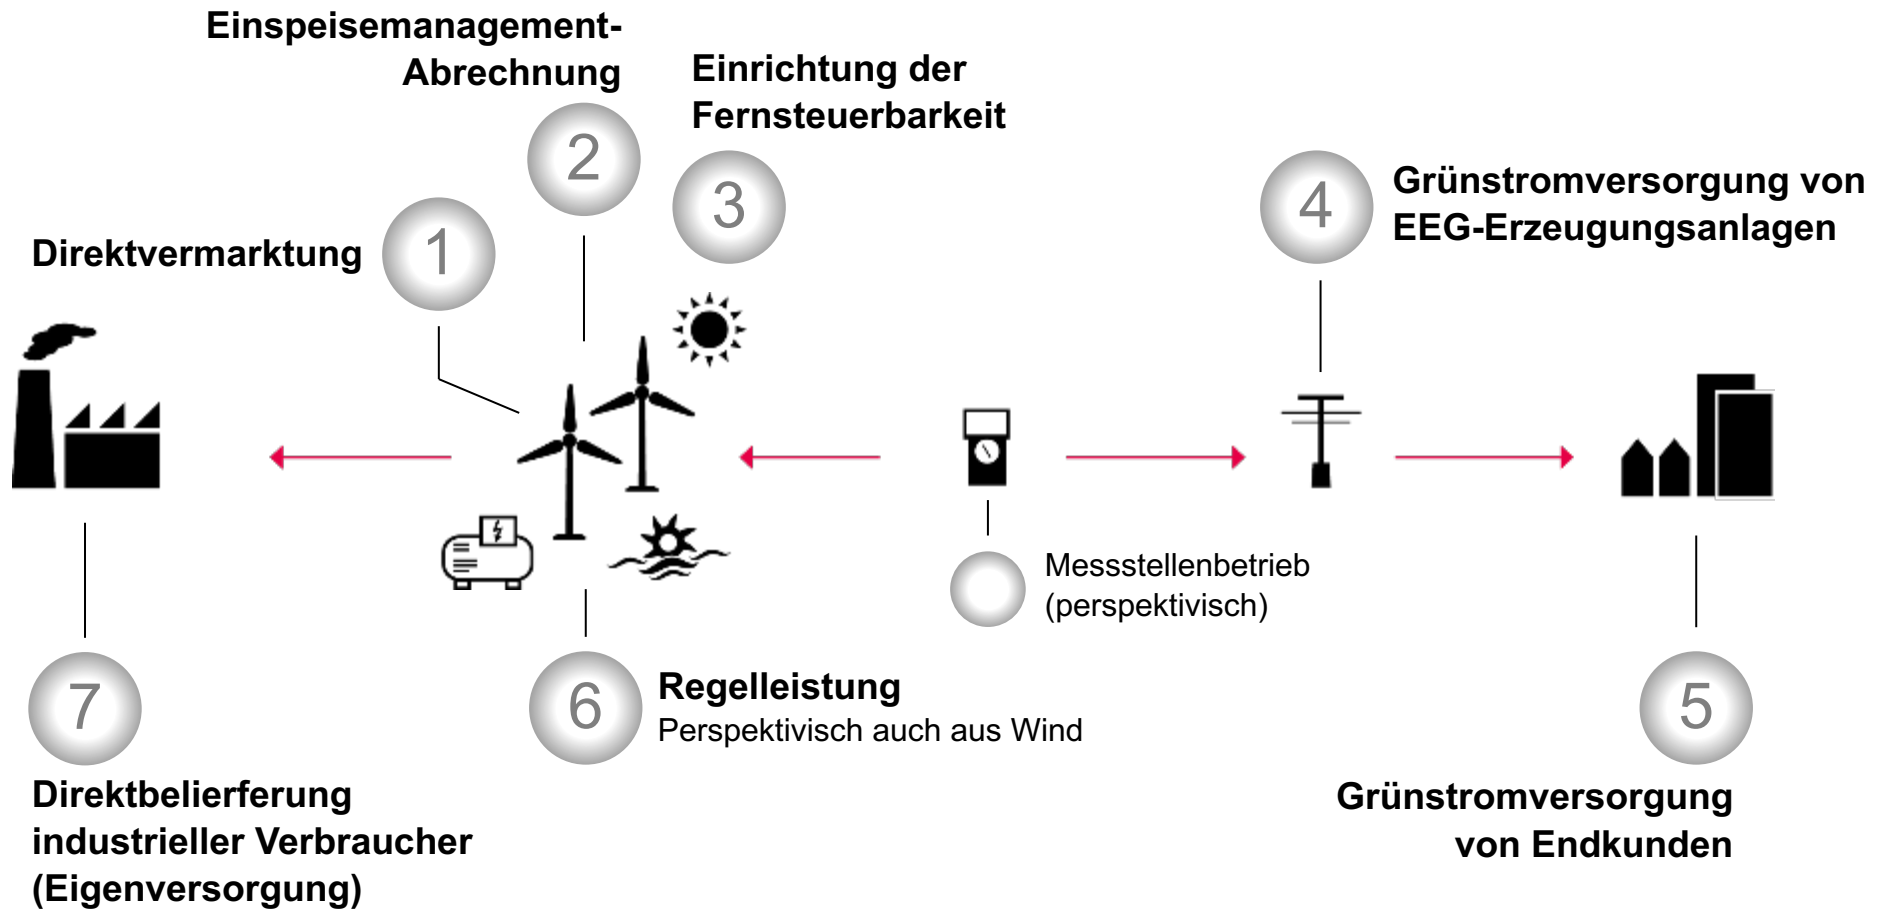 Einspeisemanagement-
Abrechnung
2
Einrichtung der
Fernsteuerbarkeit
3
Direktvermarktung
1
4
Grünstromversorgung von
EEG-Erzeugungsanlagen
Messstellenbetrieb
(perspektivisch)
7
Direktbelierferung
industrieller Verbraucher
(Eigenversorgung)
6
Regelleistung
Perspektivisch auch aus Wind
5
Grünstromversorgung
von Endkunden